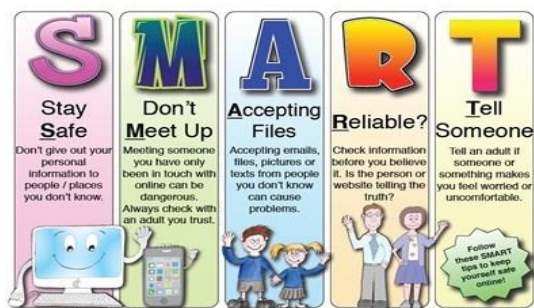 S
Stay
Safe
Don't give out your
personal
information to
people / places
you don't know.
M
Don't
Meet Up
Meeting someone
you have only
been in touch with
online can be
dangerous.
Always check with
an adult you trust.
A
Accepting
Files
Accepting emails,
files, pictures or
texts from people
you don't know
can cause
problems.
R
Reliable?
Check information
before you believe
it. Is the person or
website telling the
truth?
T
Tell
Someone
Tell an adult if
someone or
something makes
you feel worried or
uncomfortable.
Follow
these SMART
tips to keep
yourself safe
online!